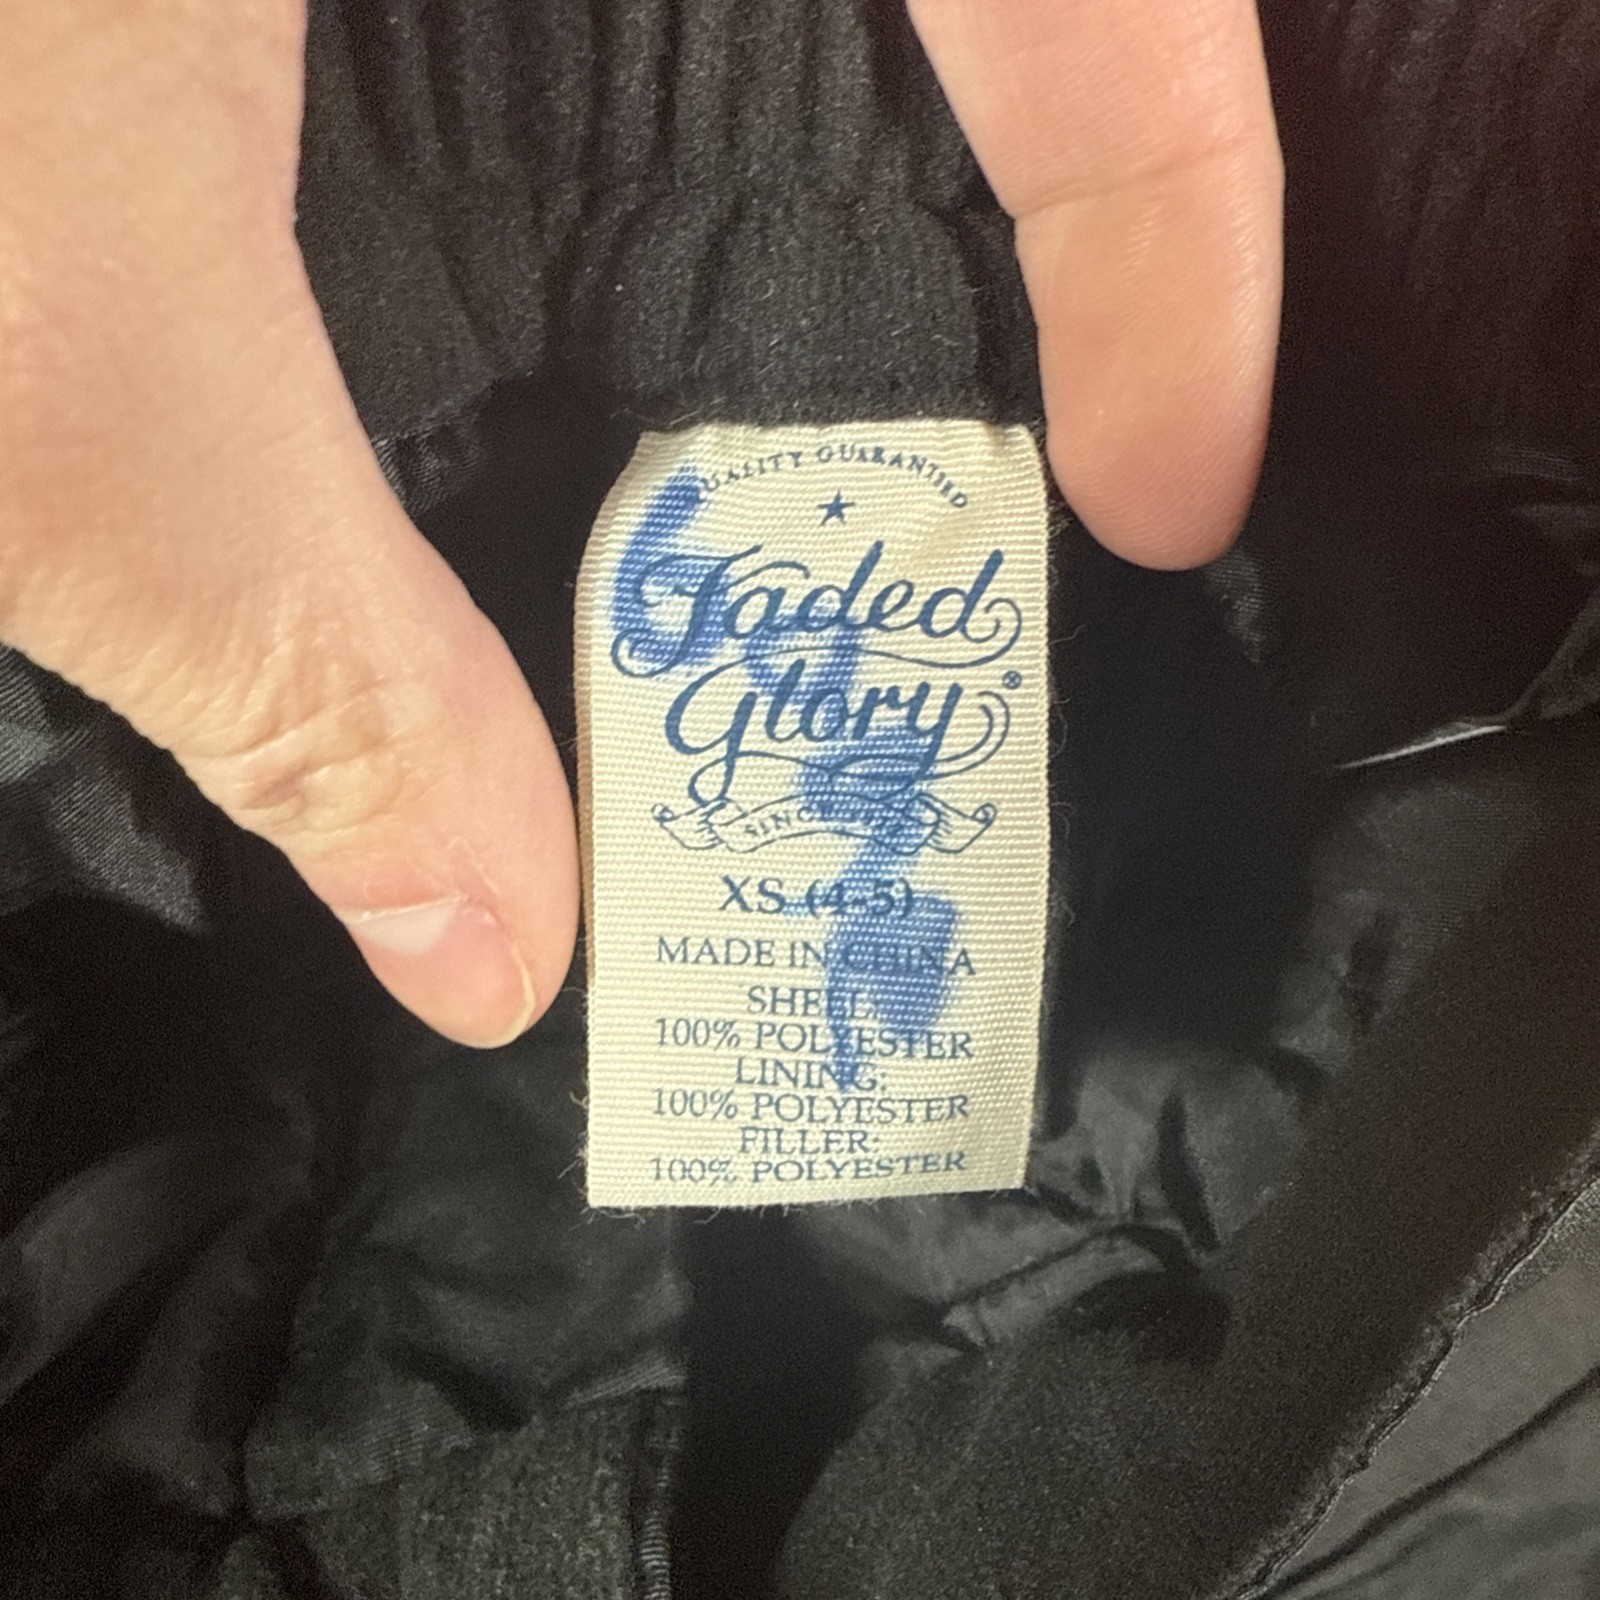 QUALITY GUARANTEED
Faded
Glory®
SINCE
XS (4-5)
MADE IN CHINA
SHELL:
100% POLYESTER
LINING:
100% POLYESTER
FILLER:
100% POLYESTER